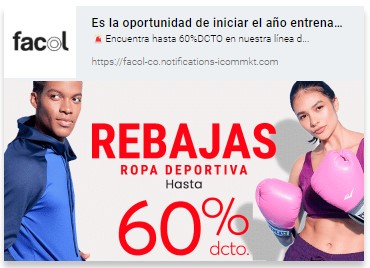 facol
Es la oportunidad de iniciar el año entrena...
Encuentra hasta 60%DCTO en nuestra línea d...
https://facol-co.notifications-icommkt.com
REBAJAS
ROPA DEPORTIVA
Hasta
60%
dcto.